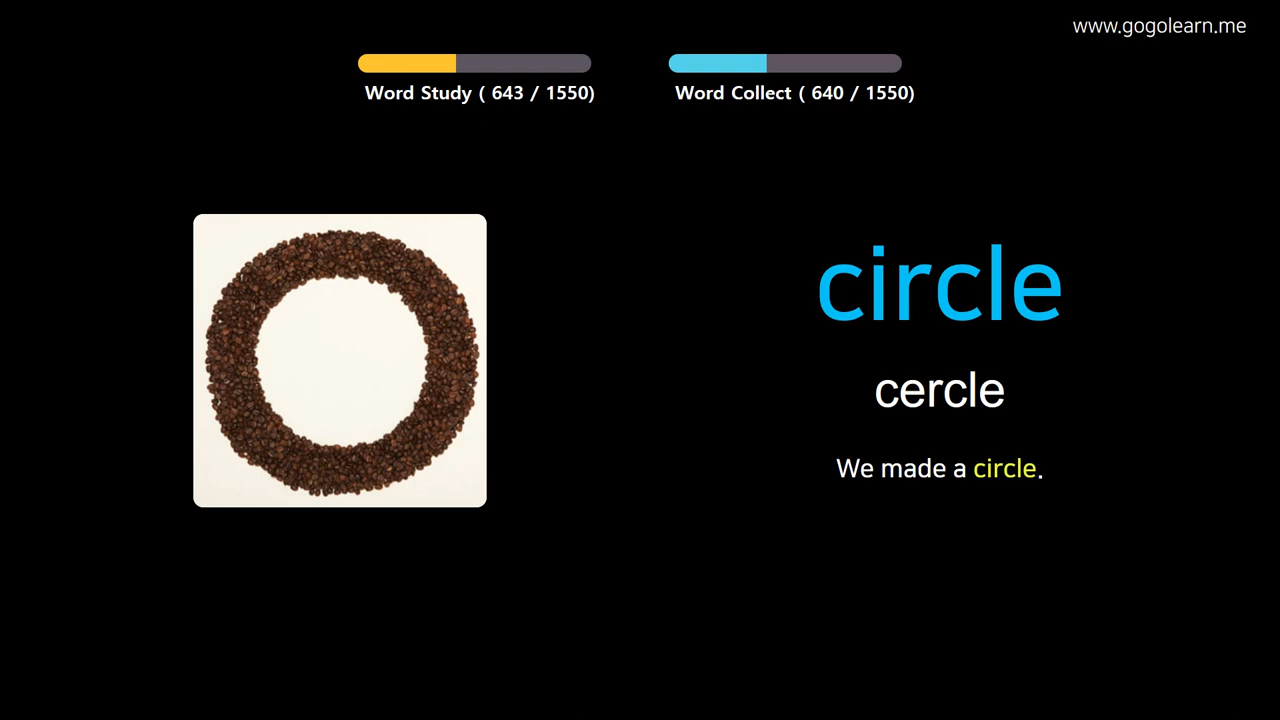 www.gogolearn.me
Word Study ( 643 / 1550)
Word Collect ( 640 / 1550)
circle
cercle
We made a circle.